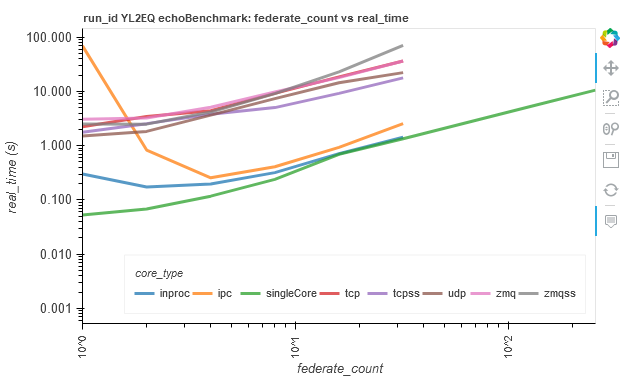 run_id YL2EQ echoBenchmark: federate_count vs real_time
100.000
10.000
1.000
0.100
0.010
0.001
real_time (s)
core_type
inproc ipc singleCore tcp tcpss udp zmq zmqss
10^0 10^1 10^2
federate_count